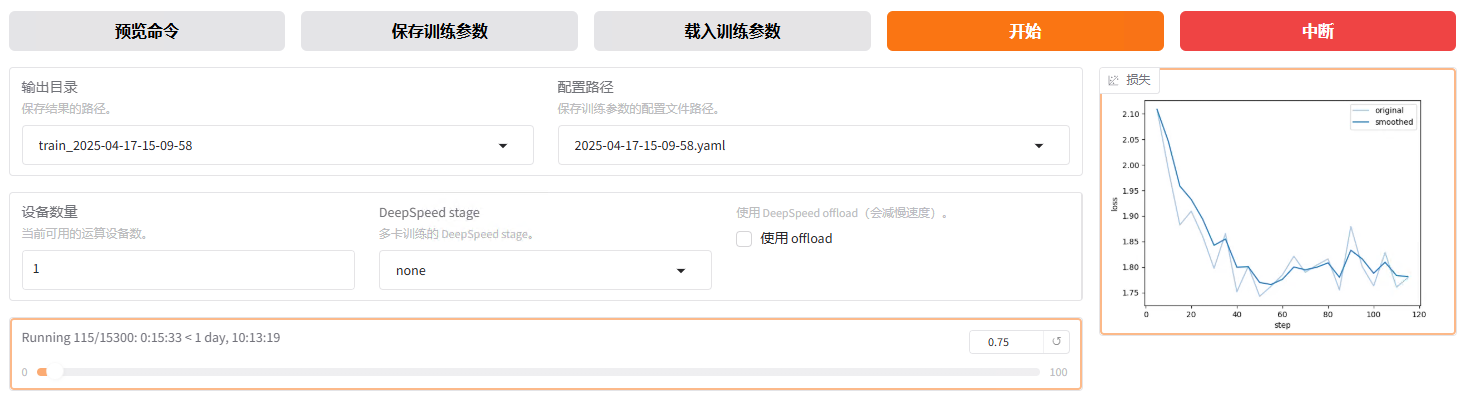 预览命令
保存训练参数
载入训练参数
开始
中断
输出目录
保存结果的路径。
train_2025-04-17-15-09-58
配置路径
保存训练参数的配置文件路径。
2025-04-17-15-09-58.yaml
设备数量
当前可用的运算设备数。
1
DeepSpeed stage
多卡训练的 DeepSpeed stage。
none
使用 DeepSpeed offload（会减慢速度）。
使用 offload
Running 115/15300: 0:15:33 < 1 day, 10:13:19
0.75
↺
0
100
损失
original
smoothed
2.10
2.05
2.00
1.95
1.90
1.85
1.80
1.75
loss
0 20 40 60 80 100 120
step